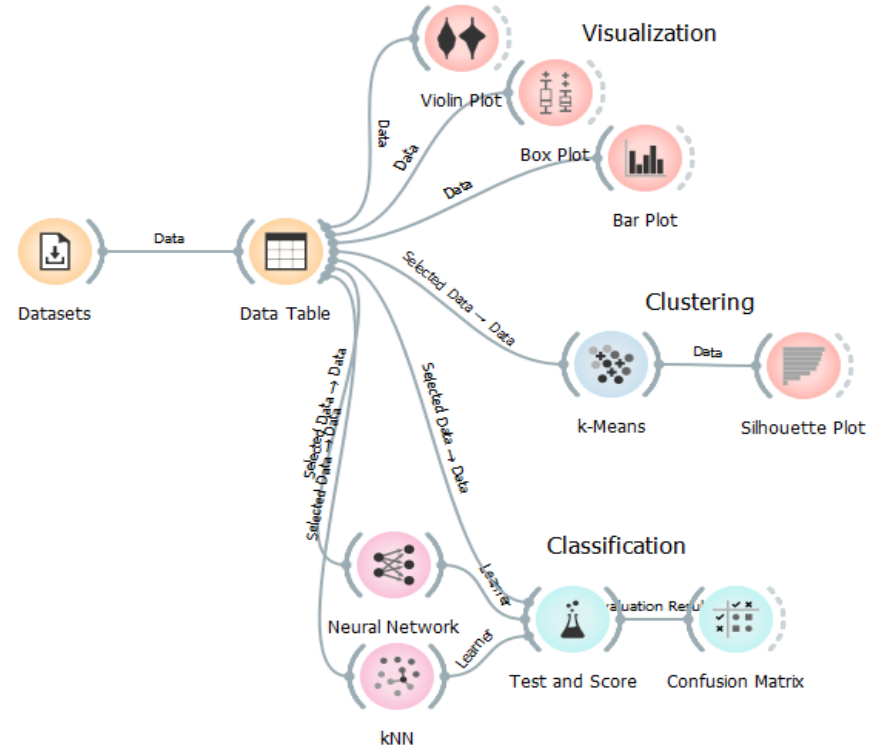 Visualization
Violin Plot
Data
Data
Box Plot
Data
Bar Plot
Data
Datasets
Data Table
Selected Data → Data
Clustering
Data
k-Means
Silhouette Plot
Selected Data → Data
Selected Data → Data
Selected Data → Data
Classification
Learner
Neural Network
valuation Resul
Learner
Test and Score
Confusion Matrix
kNN